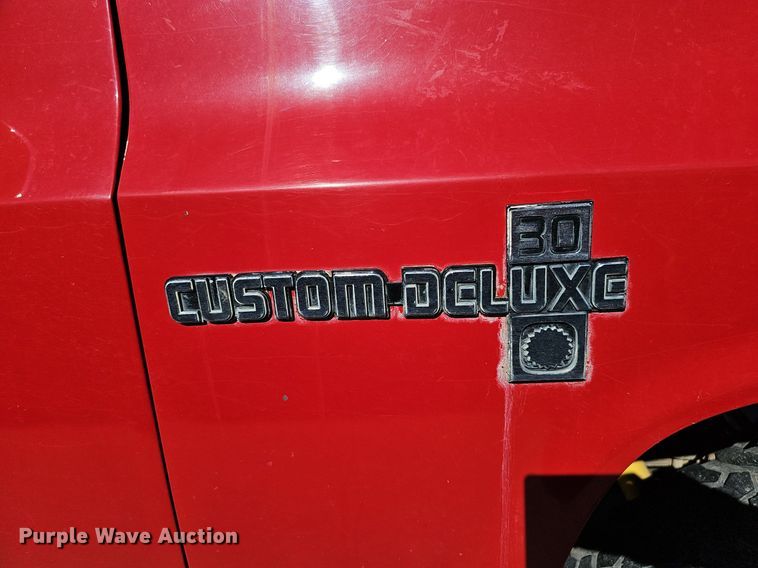 30
CUSTOM DELUXE
Purple Wave Auction